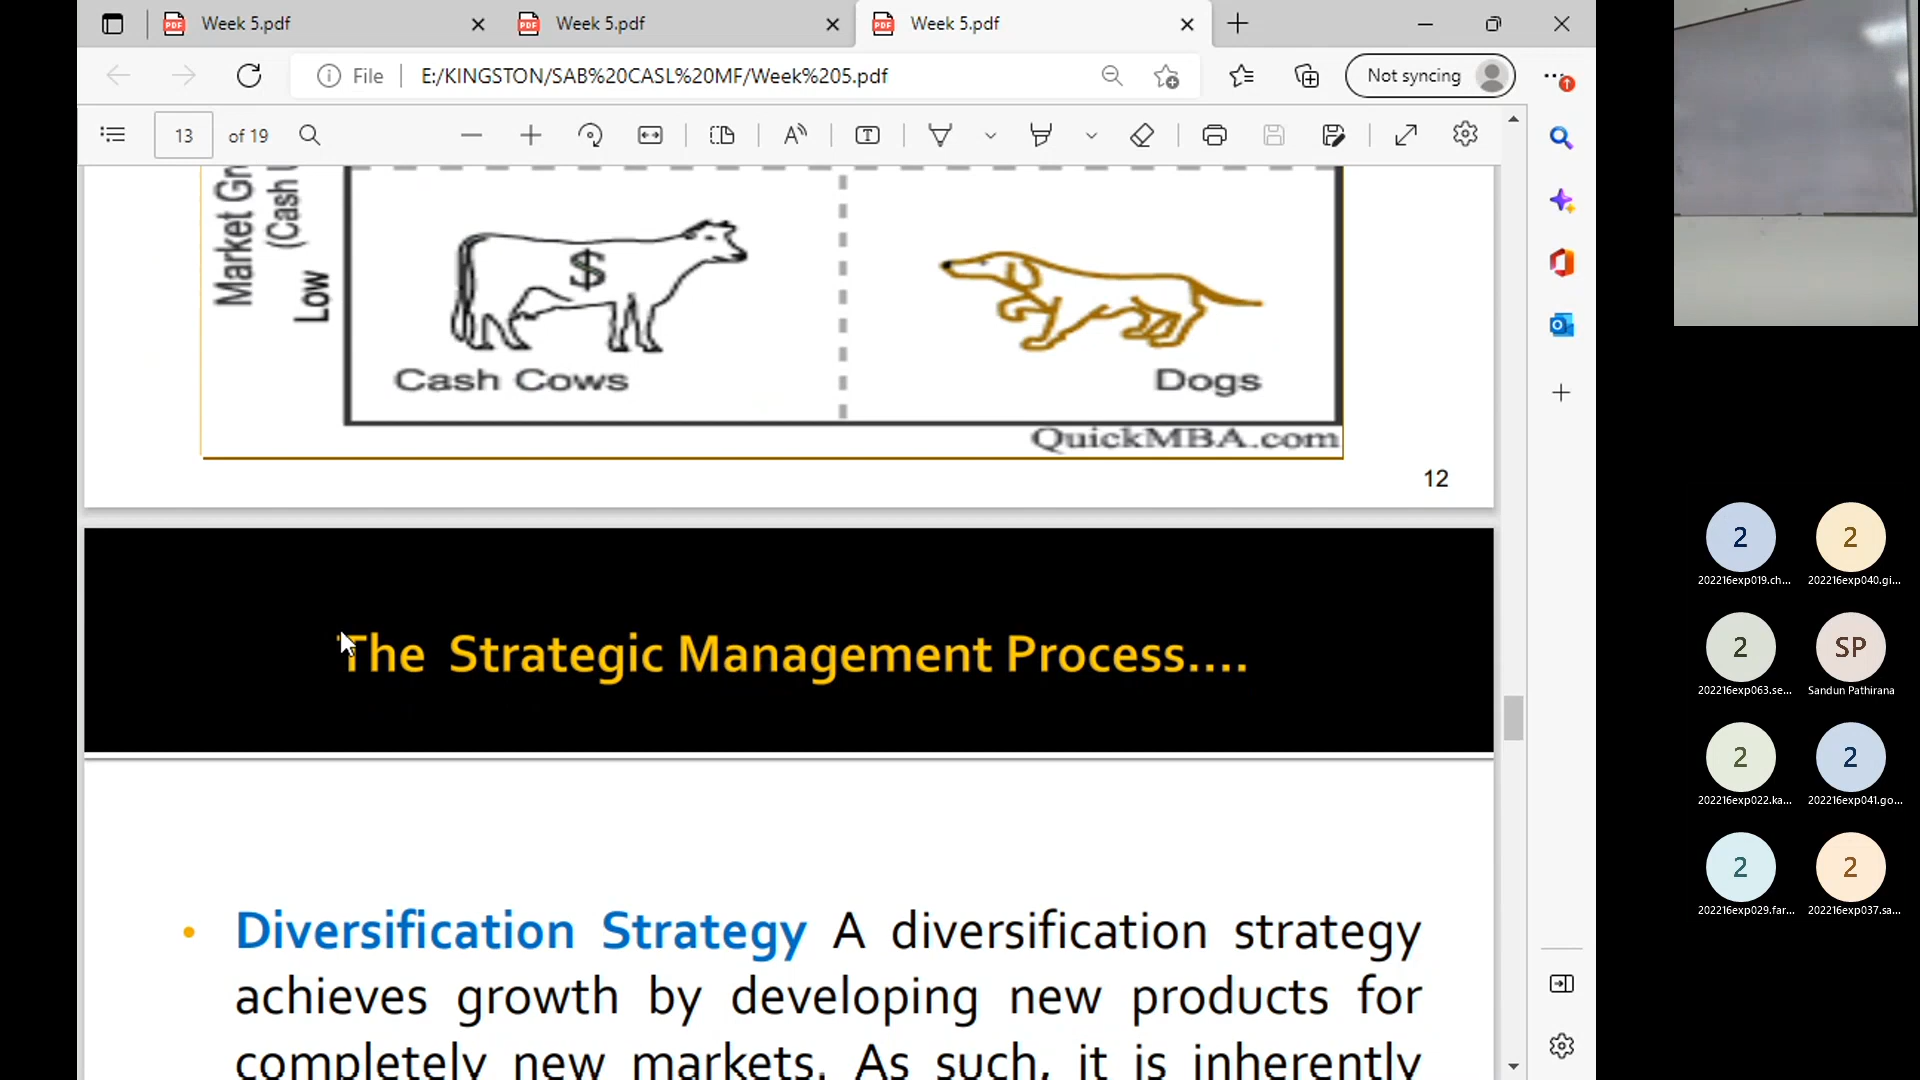 Week 5.pdf
Week 5.pdf
Week 5.pdf
File
E:/KINGSTON/SAB%20CASL%20MF/Week%205.pdf
Not syncing
13
of 19
Market Gr
(Cash
Low
$
Cash Cows
Dogs
QuickMBA.com
12
The Strategic Management Process....
• Diversification Strategy A diversification strategy
achieves growth by developing new products for
completely new markets. As such, it is inherently
2
202216exp019.ch...
2
202216exp040.gi...
2
202216exp063.se...
SP
Sandun Pathirana
2
202216exp022.ka...
2
202216exp041.go...
2
202216exp029.far...
2
202216exp037.sa...